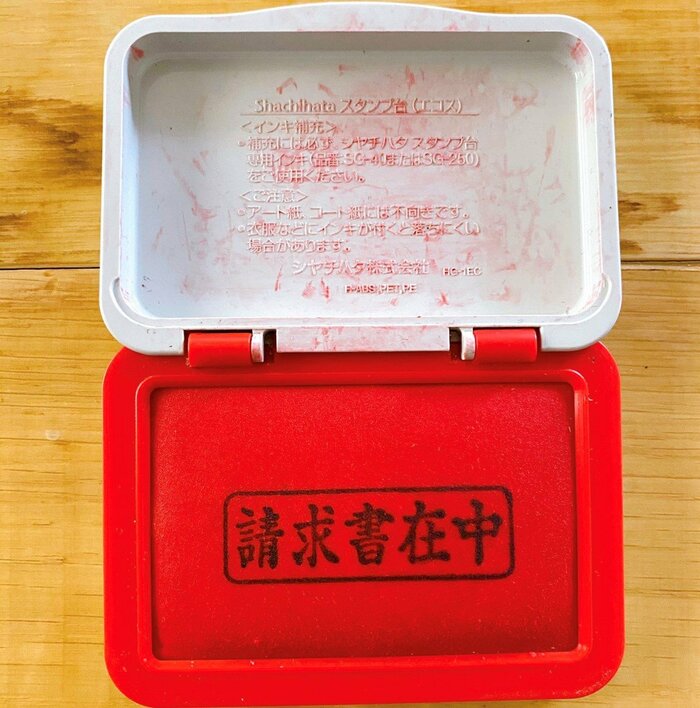 Shachihata スタンプ台(エコス)
<インキ補充>
●補充には必ず、シヤチハタ スタンプ台
専用インキ(品番:SG-40またはSG-250)
をご使用ください。
<ご注意>
●アート紙、コート紙には不向きです。
●衣服などにインキが付くと落ちにくい
場合があります。
シヤチハタ株式会社 HG-1EC
P-ABS,PET,PE
請求書在中